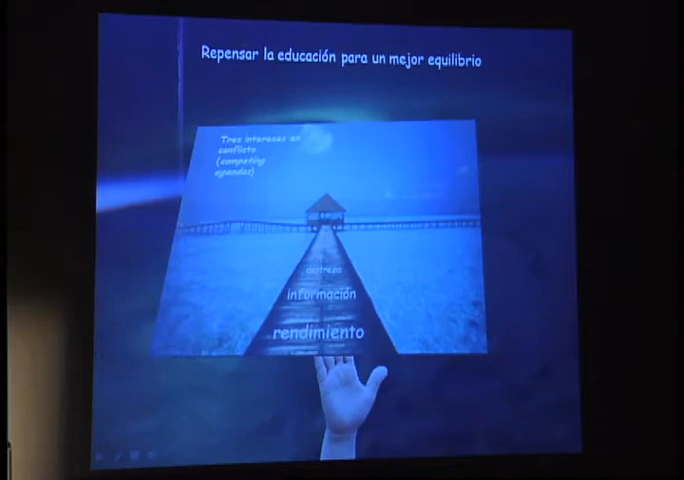 Repensar la educación para un mejor equilibrio
Tres intereses en
conflicto
(competing
agendas)
destreza
información
rendimiento